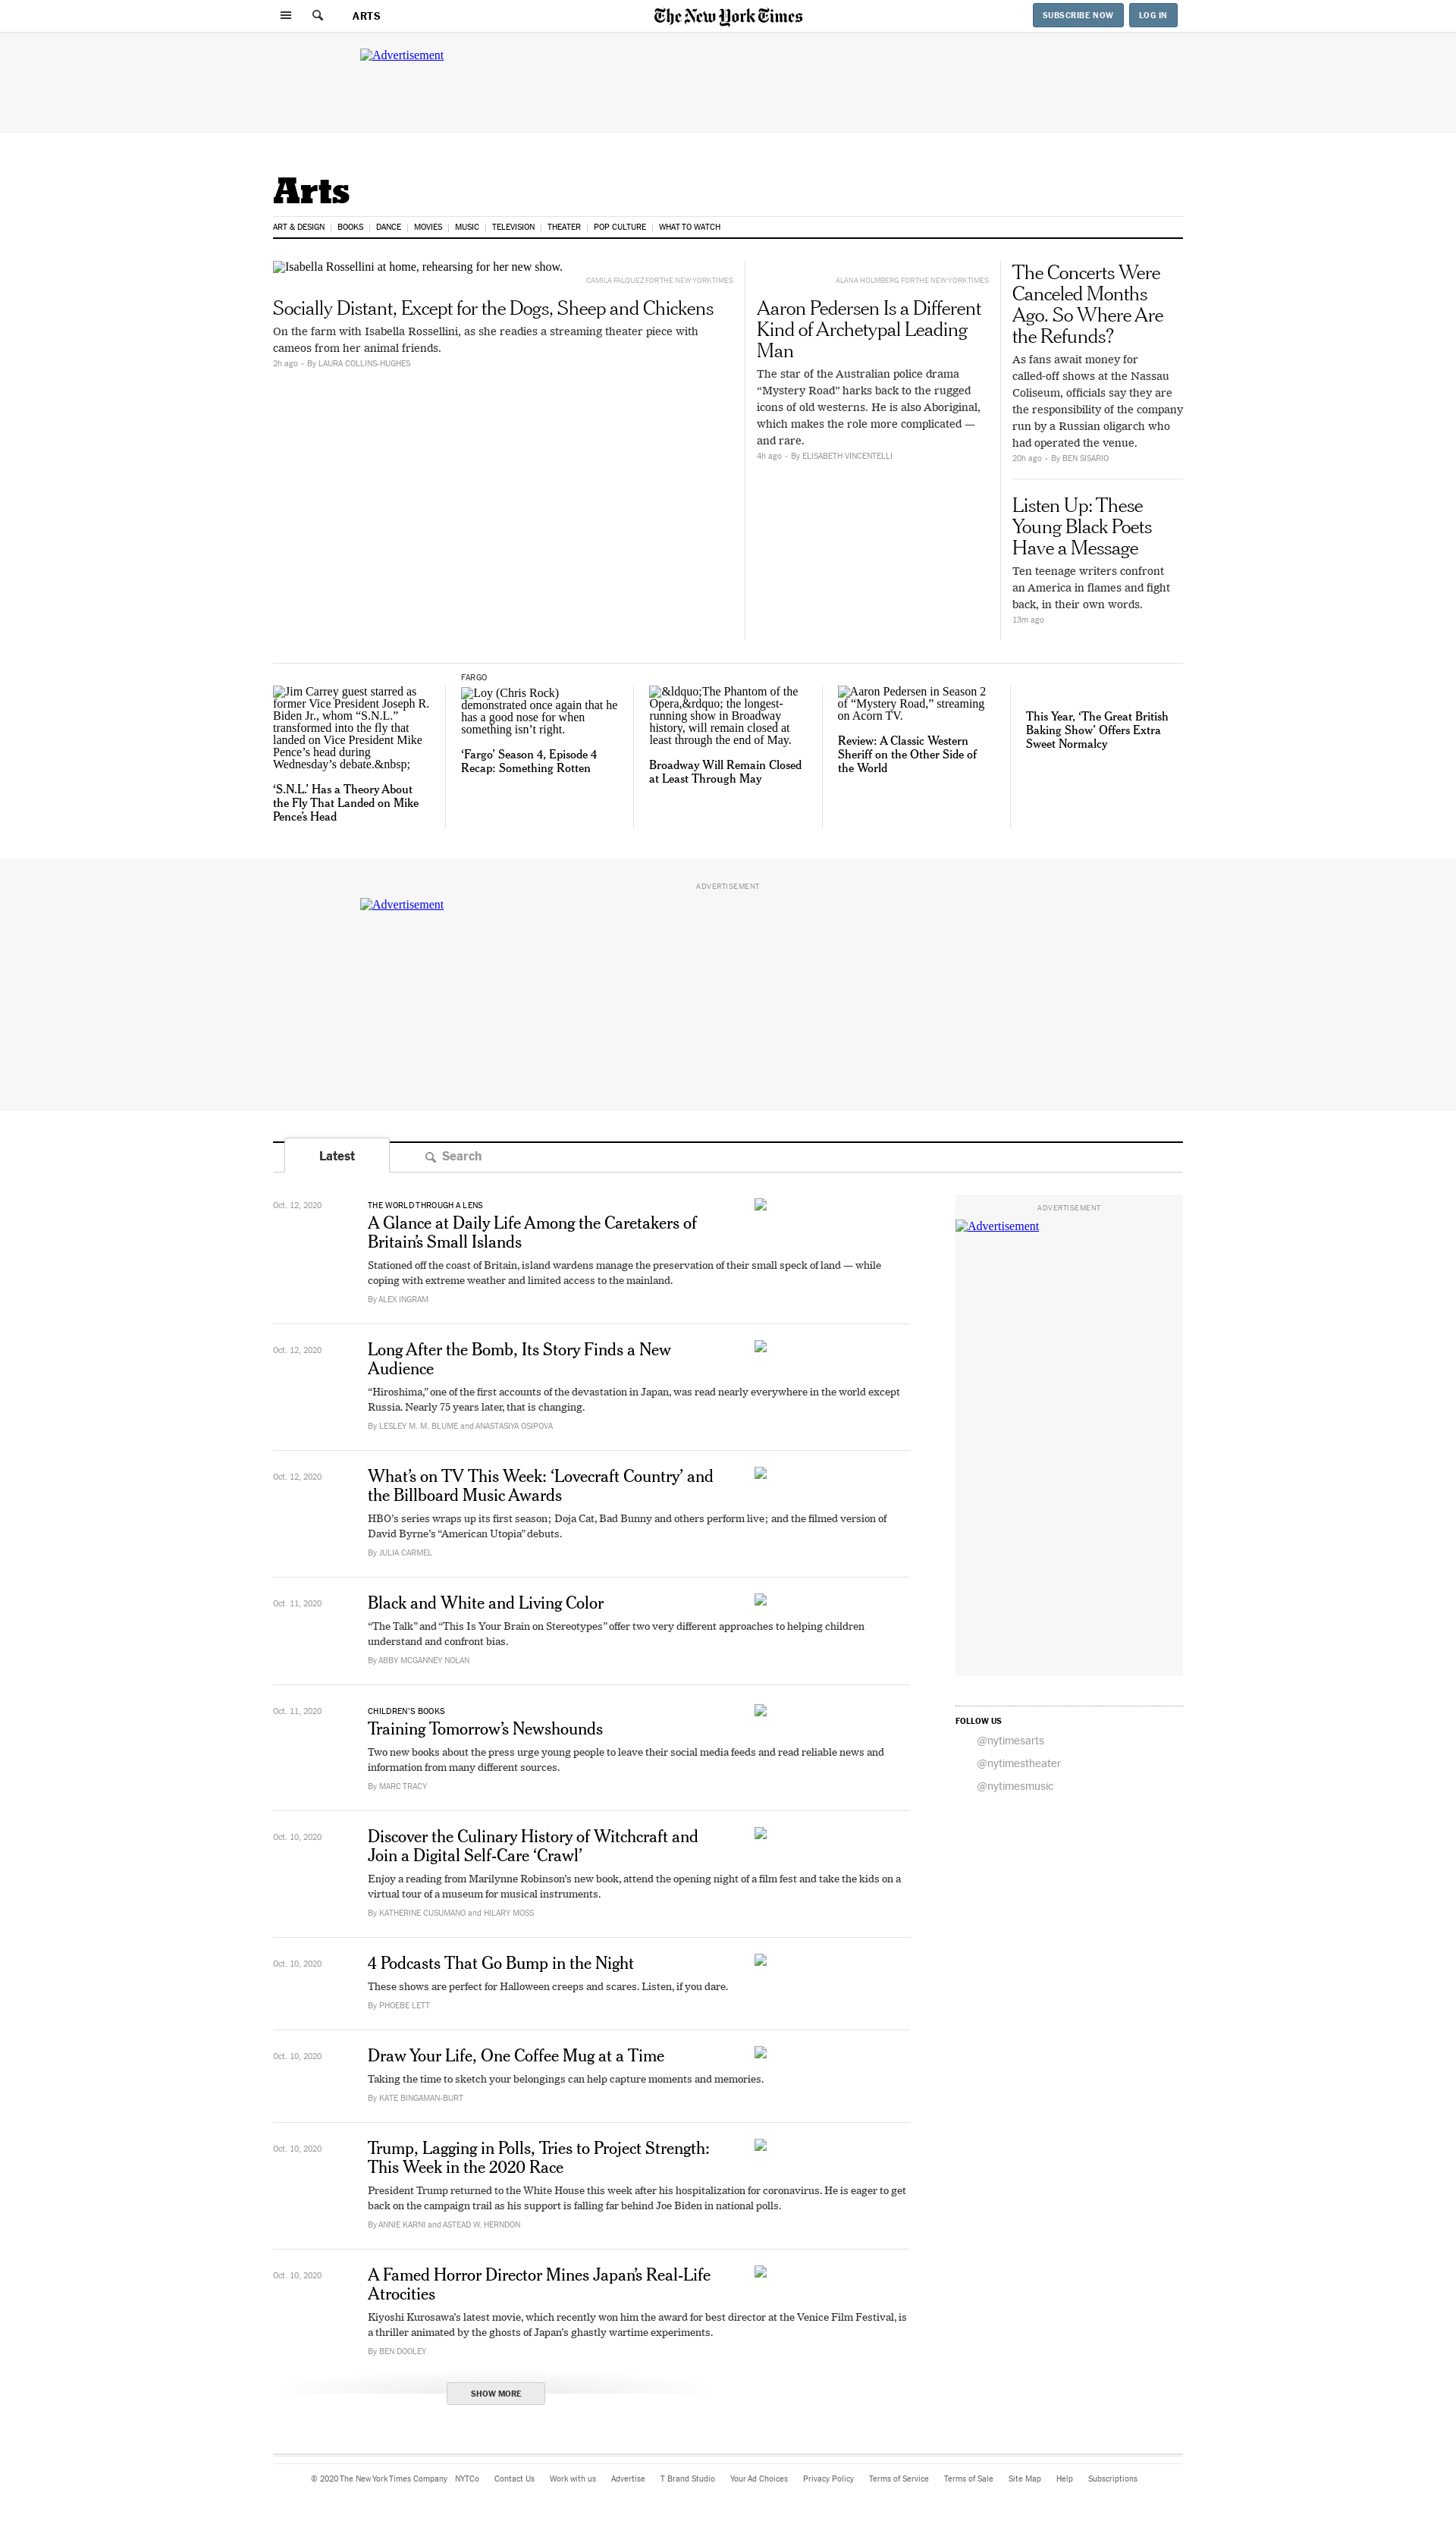 ARTS
The New York Times
SUBSCRIBE NOW
LOG IN
Advertisement
Arts
ART & DESIGN
BOOKS
DANCE
MOVIES
MUSIC
TELEVISION
THEATER
POP CULTURE
WHAT TO WATCH
Isabella Rossellini at home, rehearsing for her new show.
CAMILA FALQUEZ FOR THE NEW YORK TIMES
Socially Distant, Except for the Dogs, Sheep and Chickens
On the farm with Isabella Rossellini, as she readies a streaming theater piece with
cameos from her animal friends.
2h ago • By LAURA COLLINS-HUGHES
ALANA HOLMBERG FOR THE NEW YORK TIMES
Aaron Pedersen Is a Different
Kind of Archetypal Leading
Man
The star of the Australian police drama
“Mystery Road” harks back to the rugged
icons of old westerns. He is also Aboriginal,
which makes the role more complicated —
and rare.
4h ago • By ELISABETH VINCENTELLI
The Concerts Were
Canceled Months
Ago. So Where Are
the Refunds?
As fans await money for
called-off shows at the Nassau
Coliseum, officials say they are
the responsibility of the company
run by a Russian oligarch who
had operated the venue.
20h ago • By BEN SISARIO
Listen Up: These
Young Black Poets
Have a Message
Ten teenage writers confront
an America in flames and fight
back, in their own words.
13m ago
Jim Carrey guest starred as
former Vice President Joseph R.
Biden Jr., whom “S.N.L.”
transformed into the fly that
landed on Vice President Mike
Pence’s head during
Wednesday’s debate.&nbsp;
‘S.N.L.’ Has a Theory About
the Fly That Landed on Mike
Pence’s Head
FARGO
Loy (Chris Rock)
demonstrated once again that he
has a good nose for when
something isn’t right.
‘Fargo’ Season 4, Episode 4
Recap: Something Rotten
&ldquo;The Phantom of the
Opera,&rdquo; the longest-
running show in Broadway
history, will remain closed at
least through the end of May.
Broadway Will Remain Closed
at Least Through May
Aaron Pedersen in Season 2
of “Mystery Road,” streaming
on Acorn TV.
Review: A Classic Western
Sheriff on the Other Side of
the World
This Year, ‘The Great British
Baking Show’ Offers Extra
Sweet Normalcy
ADVERTISEMENT
Advertisement
Latest
Search
Oct. 12, 2020
THE WORLD THROUGH A LENS
A Glance at Daily Life Among the Caretakers of
Britain’s Small Islands
Stationed off the coast of Britain, island wardens manage the preservation of their small speck of land — while
coping with extreme weather and limited access to the mainland.
By ALEX INGRAM
Oct. 12, 2020
Long After the Bomb, Its Story Finds a New
Audience
“Hiroshima,” one of the first accounts of the devastation in Japan, was read nearly everywhere in the world except
Russia. Nearly 75 years later, that is changing.
By LESLEY M. M. BLUME and ANASTASIYA OSIPOVA
Oct. 12, 2020
What’s on TV This Week: ‘Lovecraft Country’ and
the Billboard Music Awards
HBO’s series wraps up its first season; Doja Cat, Bad Bunny and others perform live; and the filmed version of
David Byrne’s “American Utopia” debuts.
By JULIA CARMEL
Oct. 11, 2020
Black and White and Living Color
“The Talk” and “This Is Your Brain on Stereotypes” offer two very different approaches to helping children
understand and confront bias.
By ABBY MCGANNEY NOLAN
Oct. 11, 2020
CHILDREN’S BOOKS
Training Tomorrow’s Newshounds
Two new books about the press urge young people to leave their social media feeds and read reliable news and
information from many different sources.
By MARC TRACY
Oct. 10, 2020
Discover the Culinary History of Witchcraft and
Join a Digital Self-Care ‘Crawl’
Enjoy a reading from Marilynne Robinson’s new book, attend the opening night of a film fest and take the kids on a
virtual tour of a museum for musical instruments.
By KATHERINE CUSUMANO and HILARY MOSS
Oct. 10, 2020
4 Podcasts That Go Bump in the Night
These shows are perfect for Halloween creeps and scares. Listen, if you dare.
By PHOEBE LETT
Oct. 10, 2020
Draw Your Life, One Coffee Mug at a Time
Taking the time to sketch your belongings can help capture moments and memories.
By KATE BINGAMAN-BURT
Oct. 10, 2020
Trump, Lagging in Polls, Tries to Project Strength:
This Week in the 2020 Race
President Trump returned to the White House this week after his hospitalization for coronavirus. He is eager to get
back on the campaign trail as his support is falling far behind Joe Biden in national polls.
By ANNIE KARNI and ASTEAD W. HERNDON
Oct. 10, 2020
A Famed Horror Director Mines Japan’s Real-Life
Atrocities
Kiyoshi Kurosawa’s latest movie, which recently won him the award for best director at the Venice Film Festival, is
a thriller animated by the ghosts of Japan’s ghastly wartime experiments.
By BEN DOOLEY
SHOW MORE
ADVERTISEMENT
Advertisement
FOLLOW US
@nytimesarts
@nytimestheater
@nytimesmusic
© 2020 The New York Times Company
NYTCo
Contact Us
Work with us
Advertise
T Brand Studio
Your Ad Choices
Privacy Policy
Terms of Service
Terms of Sale
Site Map
Help
Subscriptions